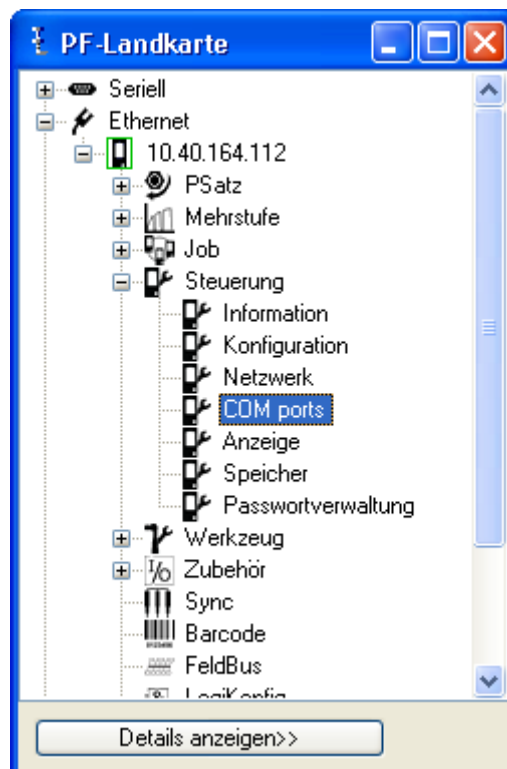 PF-Landkarte
Seriell
Ethernet
10.40.164.112
PSatz
Mehrstufe
Job
Steuerung
Information
Konfiguration
Netzwerk
COM ports
Anzeige
Speicher
Passwortverwaltung
Werkzeug
I/O Zubehör
Sync
Barcode
FeldBus
Details anzeigen>>